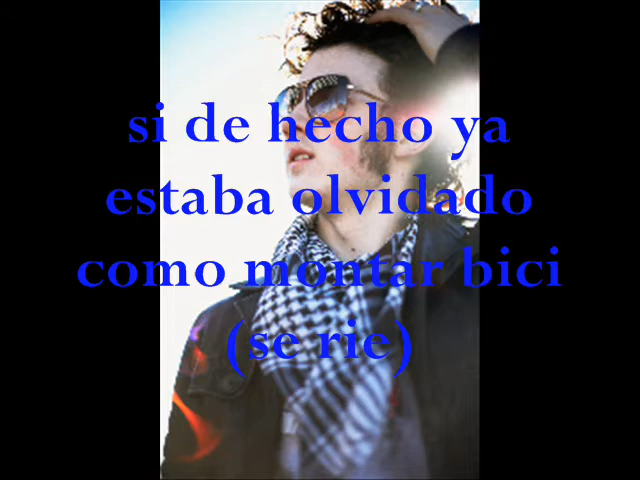 si de hecho ya
estaba olvidado
como montar bici
(se rie)